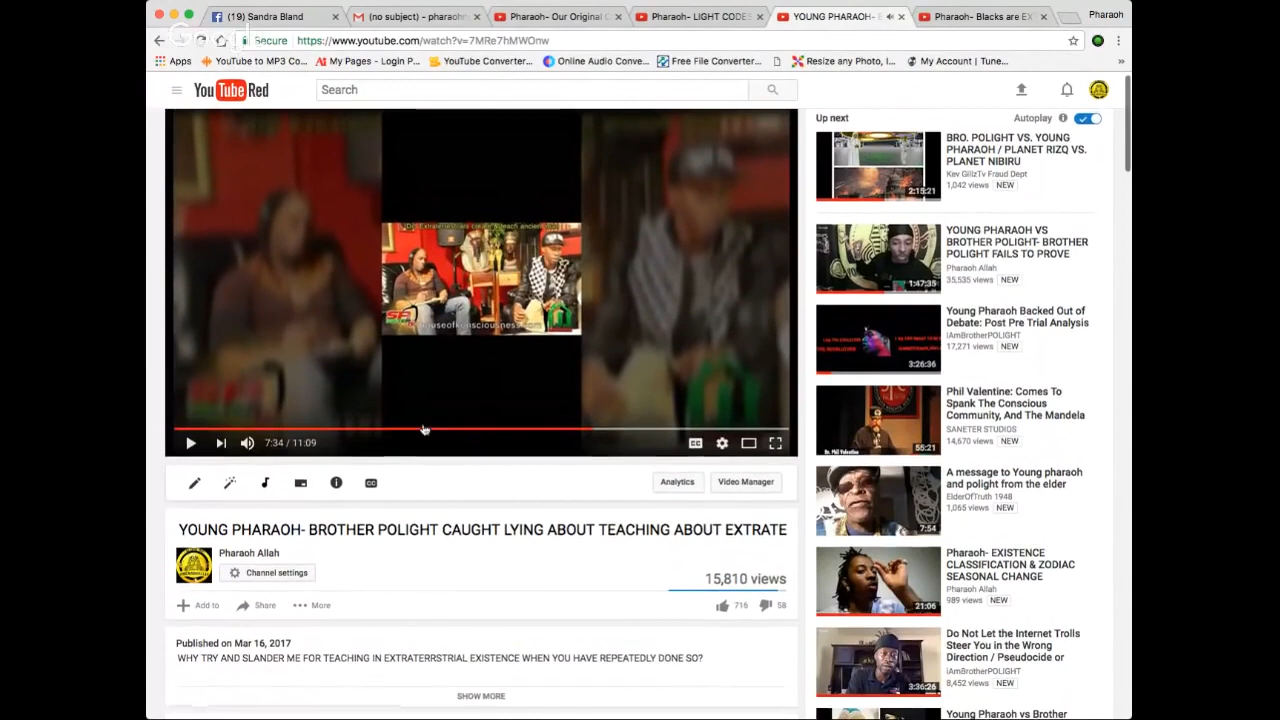 (19) Sandra Bland
(no subject) - pharaoh
Pharaoh- Our Original C
Pharaoh- LIGHT CODES
YOUNG PHARAOH- B
Pharaoh- Blacks are EX
Pharaoh
Secure https://www.youtube.com/watch?v=7MRe7hMWOnw
Apps
YouTube to MP3 Co...
My Pages - Login P...
YouTube Converter...
Online Audio Conve...
Free File Converter...
Resize any Photo, I...
My Account | Tune...
»
YouTube Red
Search
Up next
Autoplay
BRO. POLIGHT VS. YOUNG
PHARAOH / PLANET RIZQ VS.
PLANET NIBIRU
Kev GillzTv Fraud Dept
1,042 views NEW
2:15:21
YOUNG PHARAOH VS
BROTHER POLIGHT- BROTHER
POLIGHT FAILS TO PROVE
Pharaoh Allah
35,535 views NEW
1:47:35
Young Pharaoh Backed Out of
Debate: Post Pre Trial Analysis
iAmBrotherPOLIGHT
17,271 views NEW
3:26:36
Phil Valentine: Comes To
Spank The Conscious
Community, And The Mandela
SANETER STUDIOS
14,670 views NEW
Dr. Phil Valentine
55:21
A message to Young pharaoh
and polight from the elder
ElderOfTruth 1948
1,065 views NEW
7:54
Pharaoh- EXISTENCE
CLASSIFICATION & ZODIAC
SEASONAL CHANGE
Pharaoh Allah
989 views NEW
21:06
Do Not Let the Internet Trolls
Steer You in the Wrong
Direction / Pseudocide or
iAmBrotherPOLIGHT
8,452 views NEW
3:36:26
Young Pharaoh vs Brother
7:34 / 11:09
CC
CC
Analytics
Video Manager
YOUNG PHARAOH- BROTHER POLIGHT CAUGHT LYING ABOUT TEACHING ABOUT EXTRATE
Pharaoh Allah
Channel settings
15,810 views
Add to
Share
More
716
58
Published on Mar 16, 2017
WHY TRY AND SLANDER ME FOR TEACHING IN EXTRATERRSTRIAL EXISTENCE WHEN YOU HAVE REPEATEDLY DONE SO?
SHOW MORE